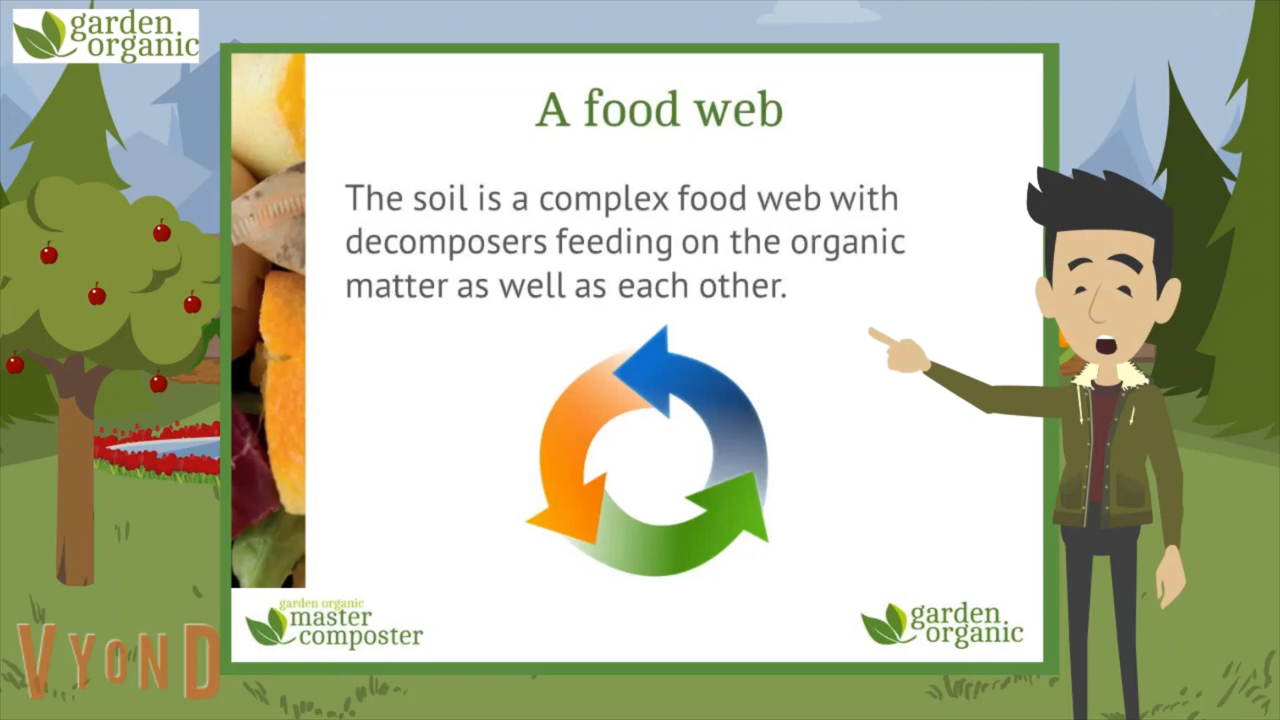 garden
organic
A food web
The soil is a complex food web with
decomposers feeding on the organic
matter as well as each other.
garden organic
master
composter
garden
organic
VYOND